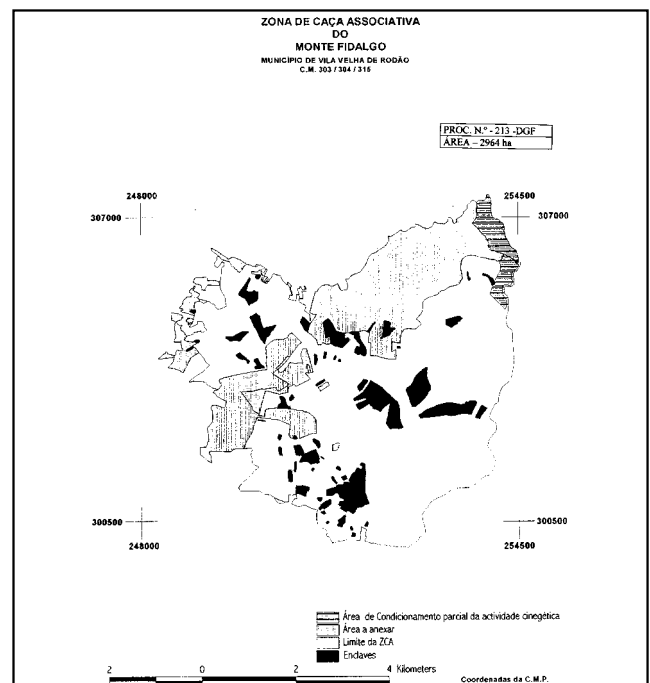 ZONA DE CAÇA ASSOCIATIVA
DO
MONTE FIDALGO
MUNICÍPIO DE VILA VELHA DE RODÃO
C.M. 303 / 304 / 315
PROC. N.º - 213 -DGF
ÁREA – 2964 ha
248000
254500
307000
307000
300500
300500
248000
254500
Área de Condicionamento parcial da actividade cinegética
Área a anexar
Limite da ZCA
Enclaves
2 0 2 4 Kilometers
Coordenadas da C.M.P.